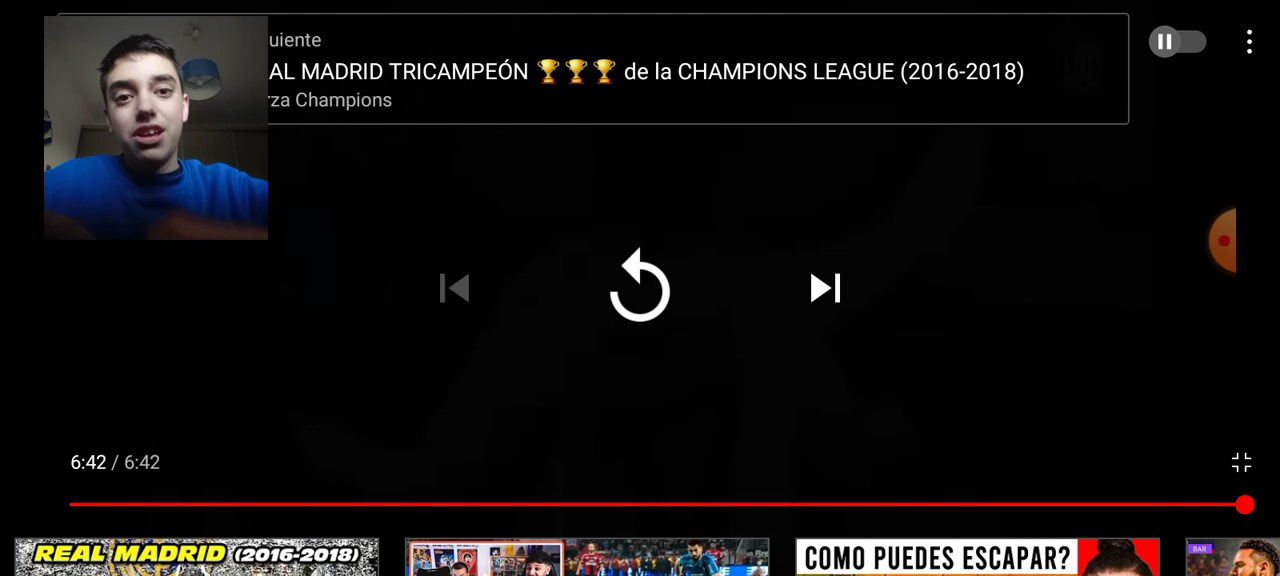 uiente
AL MADRID TRICAMPEÓN 🏆🏆🏆 de la CHAMPIONS LEAGUE (2016-2018)
rza Champions
6:42 / 6:42
REAL MADRID (2016-2018)
COMO PUEDES ESCAPAR?
BAR